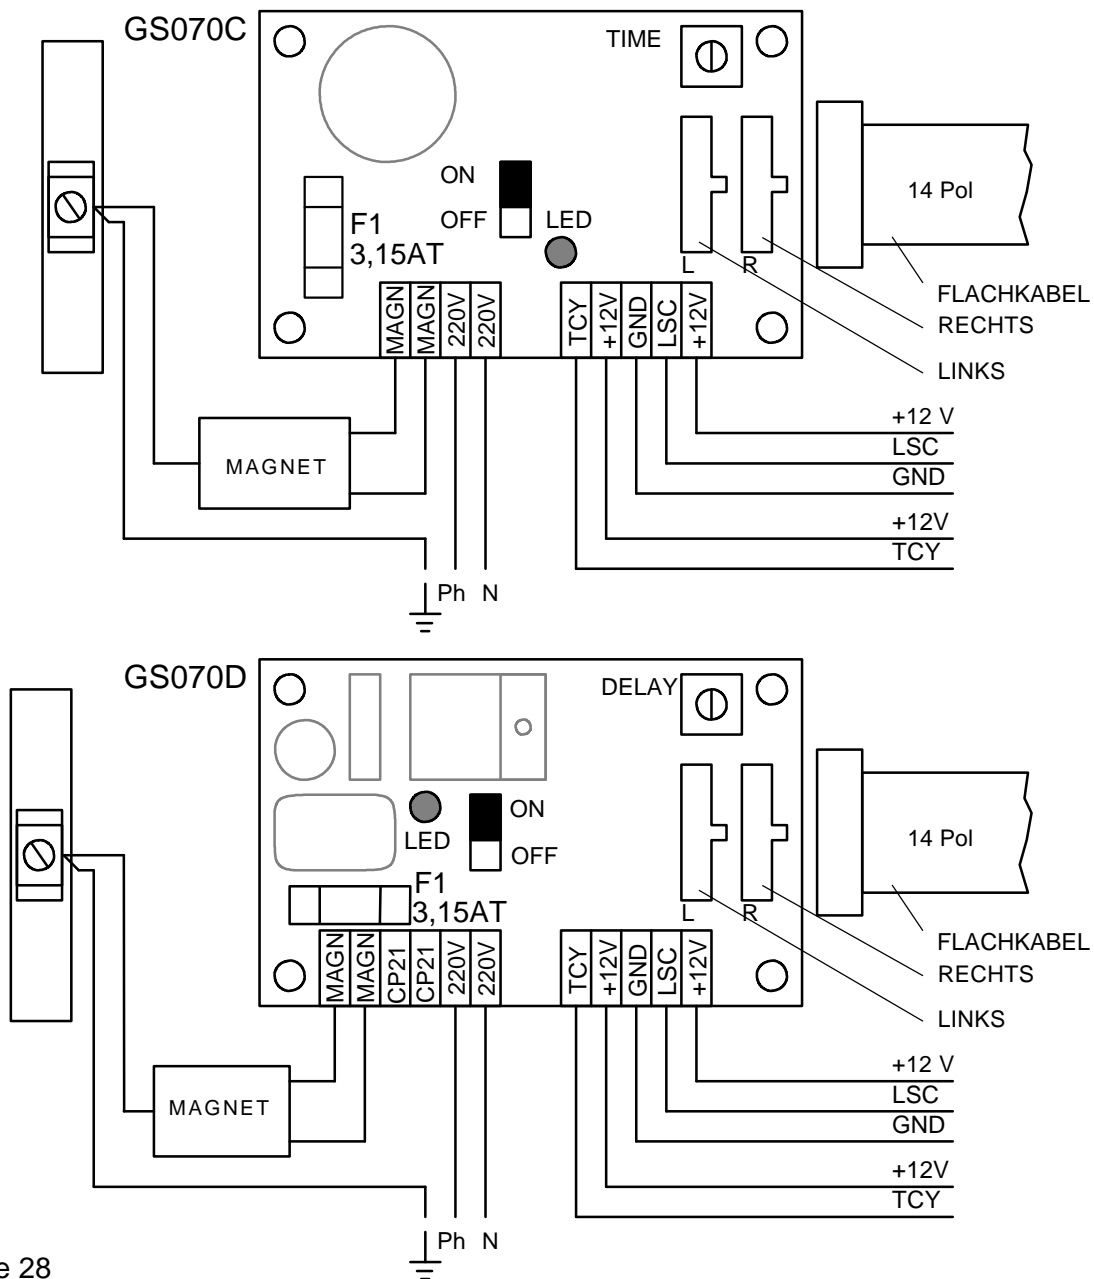 GS070C
TIME
ON
OFF
LED
F1
3,15AT
14 Pol
L
R
MAGN
MAGN
220V
220V
TCY
+12V
GND
LSC
+12V
FLACHKABEL
RECHTS
LINKS
MAGNET
+12 V
LSC
GND
+12V
TCY
Ph N
GS070D
DELAY
LED
ON
OFF
F1
3,15AT
14 Pol
L
R
MAGN
MAGN
CP21
CP21
220V
220V
TCY
+12V
GND
LSC
+12V
FLACHKABEL
RECHTS
LINKS
MAGNET
+12 V
LSC
GND
+12V
TCY
Ph N
e 28